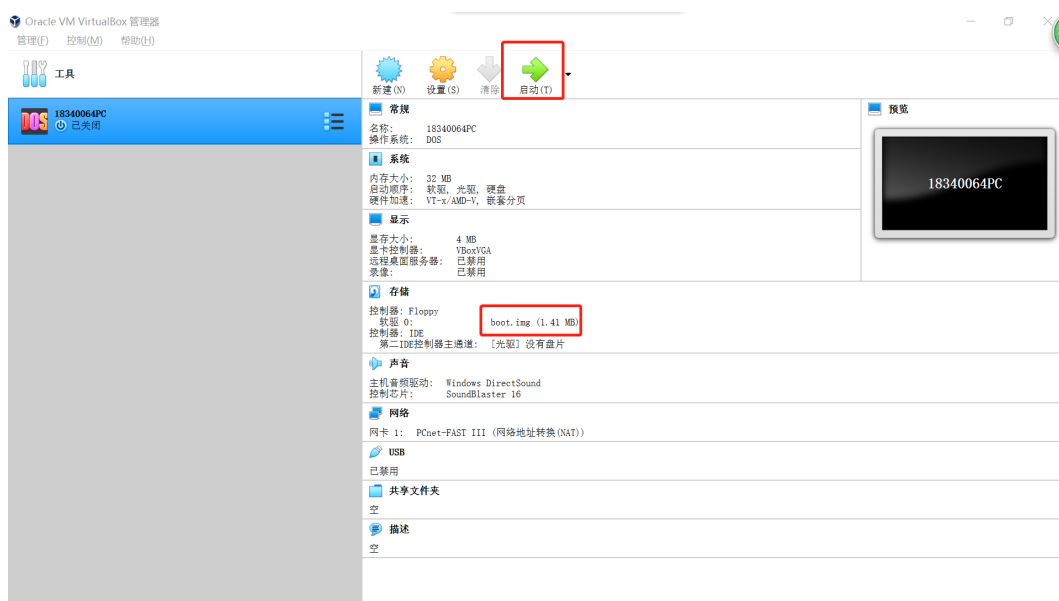 Oracle VM VirtualBox 管理器
管理(F) 控制(M) 帮助(H)
工具
新建(N) 设置(S) 清除 启动(T)
18340064PC
已关闭
常规
名称: 18340064PC
操作系统: DOS
预览
18340064PC
系统
内存大小: 32 MB
启动顺序: 软驱, 光驱, 硬盘
硬件加速: VT-x/AMD-V, 嵌套分页
显示
显存大小: 4 MB
显卡控制器: VBoxVGA
远程桌面服务器: 已禁用
录像: 已禁用
存储
控制器: Floppy
软驱 0: boot.img (1.41 MB)
控制器: IDE
第二IDE控制器主通道: [光驱] 没有盘片
声音
主机音频驱动: Windows DirectSound
控制芯片: SoundBlaster 16
网络
网卡 1: PCnet-FAST III (网络地址转换(NAT))
USB
已禁用
共享文件夹
空
描述
空